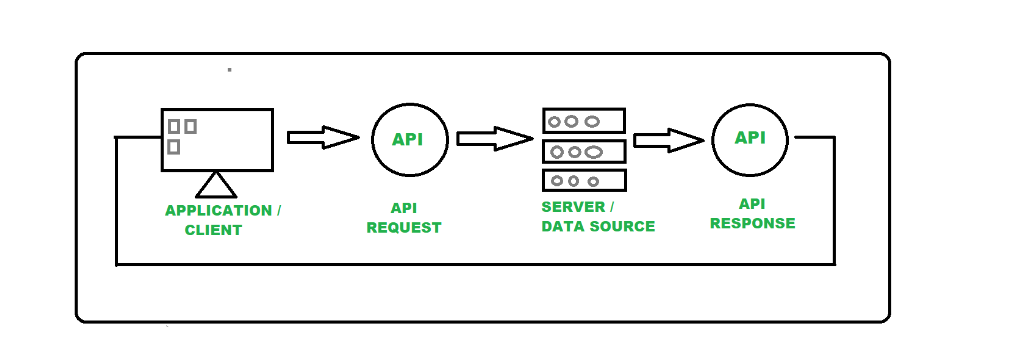 API
API
APPLICATION /
CLIENT
API
REQUEST
SERVER /
DATA SOURCE
API
RESPONSE